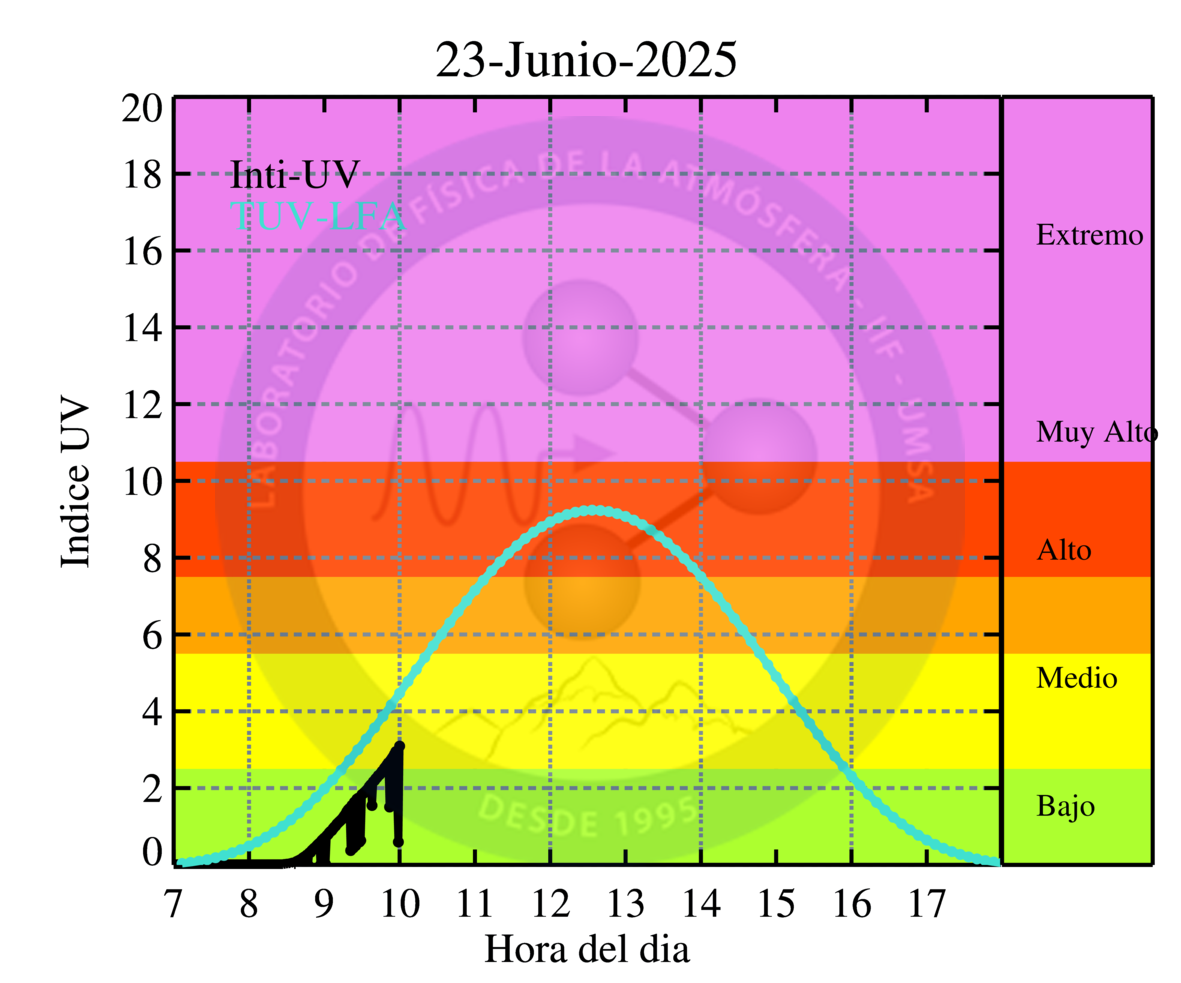 23-Junio-2025
20
18
16
14
12
10
8
6
4
2
0
Indice UV
Inti-UV
TUV-LFA
LABORATORIO DE FÍSICA DE LA ATMÓSFERA - IIF - UMSA
DESDE 1995
Extremo
Muy Alto
Alto
Medio
Bajo
7 8 9 10 11 12 13 14 15 16 17
Hora del dia